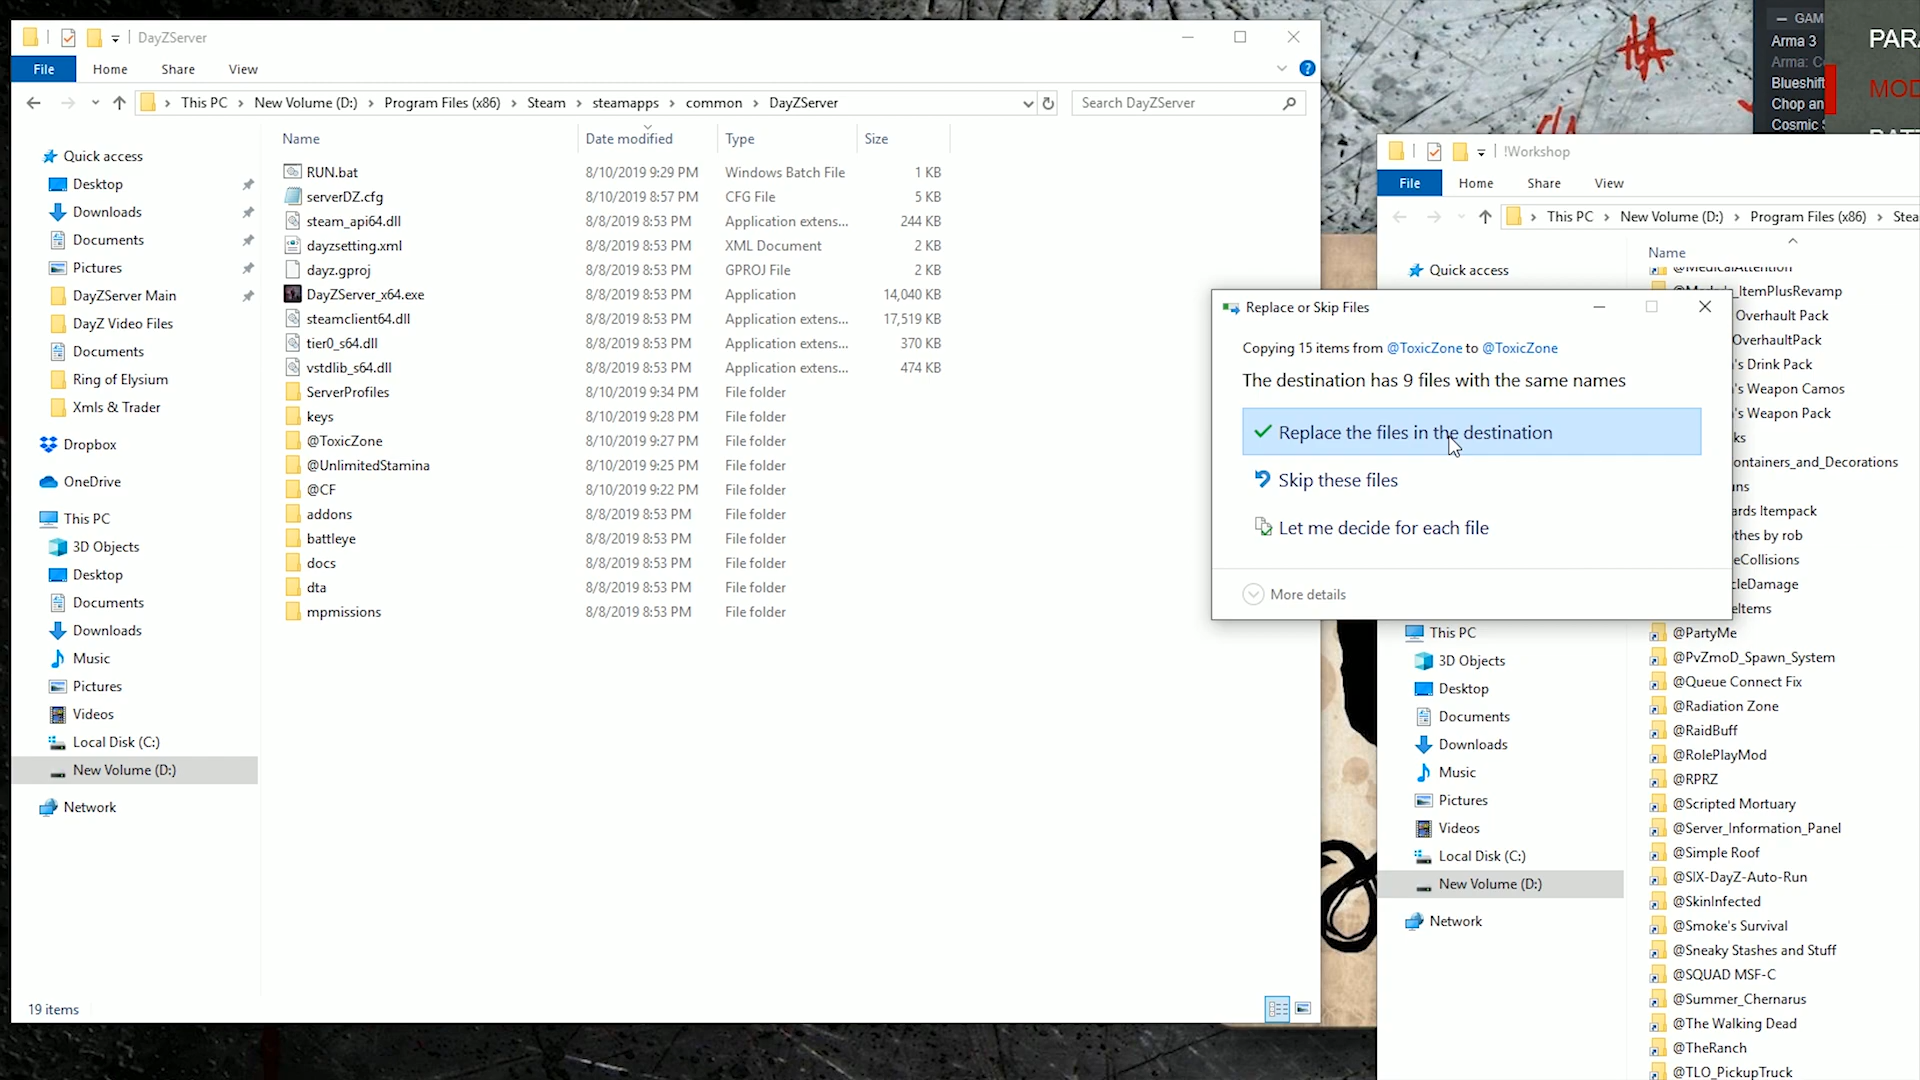 DayZServer
File Home Share View
This PC > New Volume (D:) > Program Files (x86) > Steam > steamapps > common > DayZServer
Search DayZServer
Quick access
Desktop
Downloads
Documents
Pictures
DayZServer Main
DayZ Video Files
Documents
Ring of Elysium
Xmls & Trader
Dropbox
OneDrive
This PC
3D Objects
Desktop
Documents
Downloads
Music
Pictures
Videos
Local Disk (C:)
New Volume (D:)
Network
Name Date modified Type Size
RUN.bat 8/10/2019 9:29 PM Windows Batch File 1 KB
serverDZ.cfg 8/10/2019 8:57 PM CFG File 5 KB
steam_api64.dll 8/8/2019 8:53 PM Application extens... 244 KB
dayzsetting.xml 8/8/2019 8:53 PM XML Document 2 KB
dayz.gproj 8/8/2019 8:53 PM GPROJ File 2 KB
DayZServer_x64.exe 8/8/2019 8:53 PM Application 14,040 KB
steamclient64.dll 8/8/2019 8:53 PM Application extens... 17,519 KB
tier0_s64.dll 8/8/2019 8:53 PM Application extens... 370 KB
vstdlib_s64.dll 8/8/2019 8:53 PM Application extens... 474 KB
ServerProfiles 8/10/2019 9:34 PM File folder
keys 8/10/2019 9:28 PM File folder
@ToxicZone 8/10/2019 9:27 PM File folder
@UnlimitedStamina 8/10/2019 9:25 PM File folder
@CF 8/10/2019 9:22 PM File folder
addons 8/8/2019 8:53 PM File folder
battleye 8/8/2019 8:53 PM File folder
docs 8/8/2019 8:53 PM File folder
dta 8/8/2019 8:53 PM File folder
mpmissions 8/8/2019 8:53 PM File folder
19 items
GAM
Arma 3
Arma: C
Blueshift
Chop an
Cosmic S
PARA
MOD
!Workshop
File Home Share View
This PC > New Volume (D:) > Program Files (x86) > Stea
Name
Quick access
Replace or Skip Files
Copying 15 items from @ToxicZone to @ToxicZone
The destination has 9 files with the same names
Replace the files in the destination
Skip these files
Let me decide for each file
More details
@MedicalAttention
_ItemPlusRevamp
Overhault Pack
OverhaultPack
's Drink Pack
's Weapon Camos
's Weapon Pack
ks
ontainers_and_Decorations
uns
ards Itempack
thes by rob
eCollisions
cleDamage
eItems
This PC
3D Objects
Desktop
Documents
Downloads
Music
Pictures
Videos
Local Disk (C:)
New Volume (D:)
Network
@PartyMe
@PvZmoD_Spawn_System
@Queue Connect Fix
@Radiation Zone
@RaidBuff
@RolePlayMod
@RPRZ
@Scripted Mortuary
@Server_Information_Panel
@Simple Roof
@SIX-DayZ-Auto-Run
@SkinInfected
@Smoke's Survival
@Sneaky Stashes and Stuff
@SQUAD MSF-C
@Summer_Chernarus
@The Walking Dead
@TheRanch
@TLO_PickupTruck